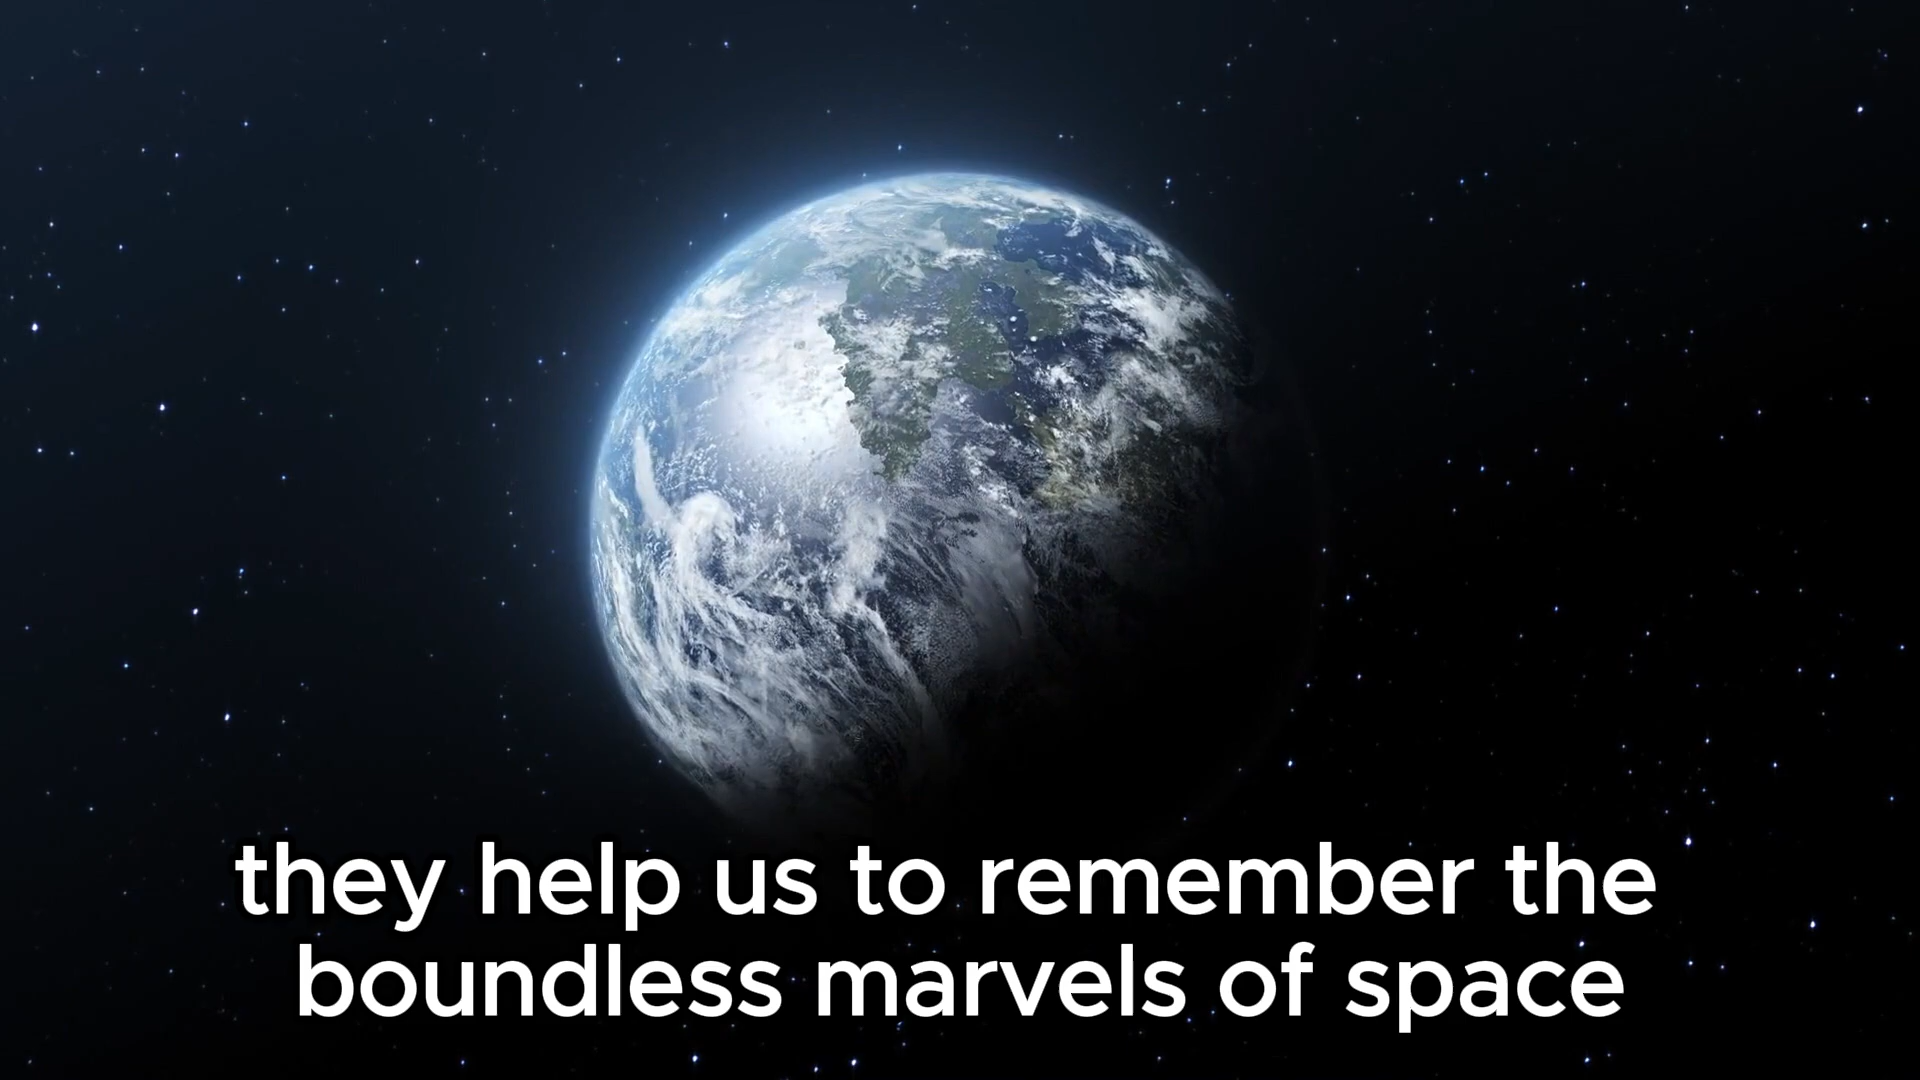 they help us to remember the
boundless marvels of space